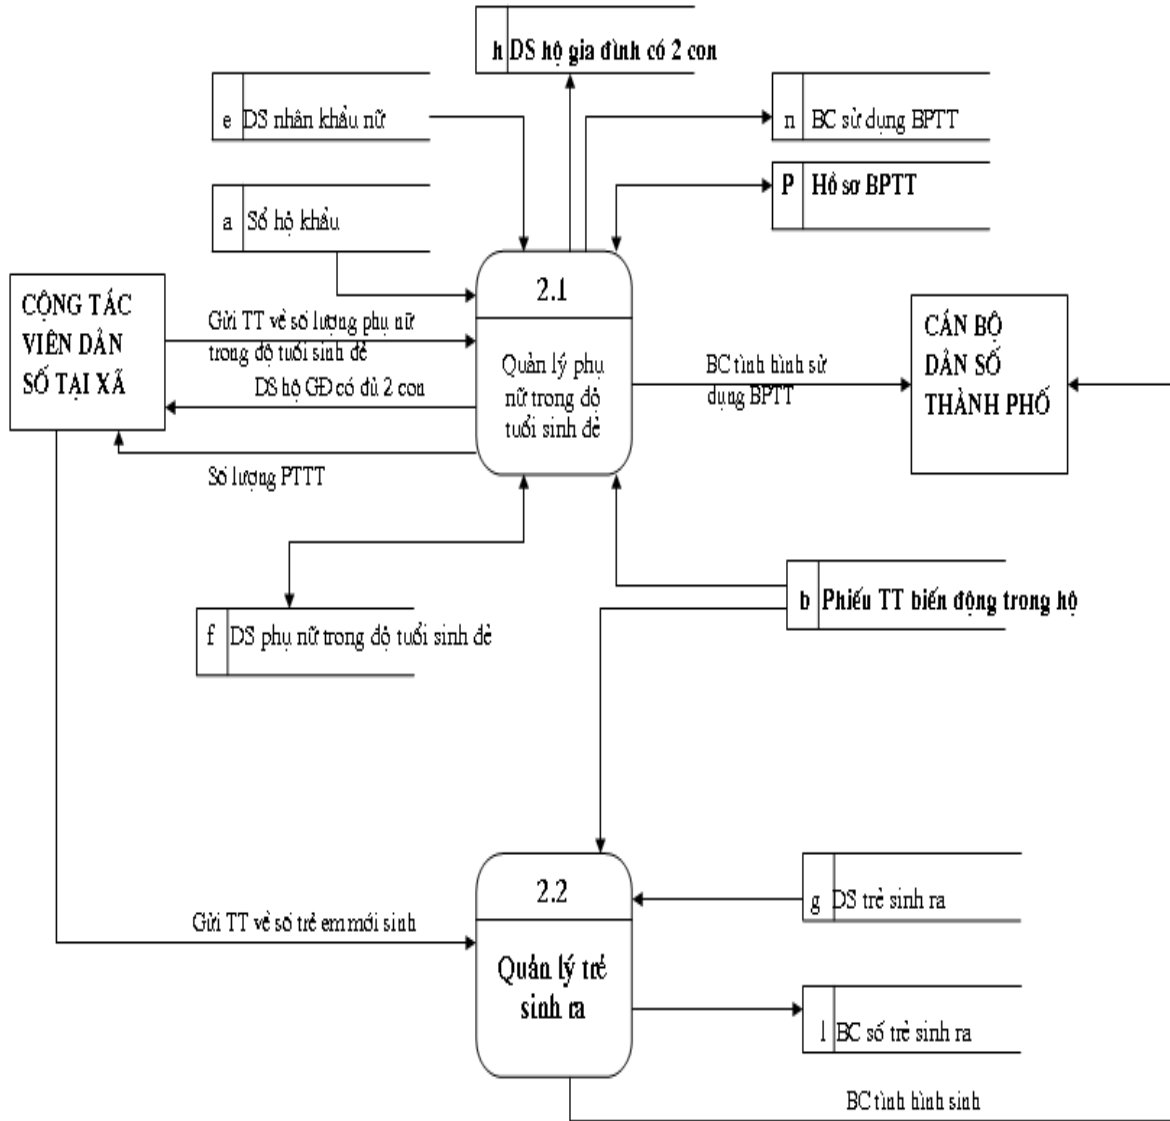 h DS hộ gia đình có 2 con
e DS nhân khẩu nữ
n BC sử dụng BPTT
P Hồ sơ BPTT
a Sổ hộ khẩu
2.1
Quản lý phụ
nữ trong độ
tuổi sinh đẻ
CỘNG TÁC
VIÊN DÂN
SỐ TẠI XÃ
Gửi TT về số lượng phụ nữ
trong độ tuổi sinh đẻ
DS hộ GĐ có đủ 2 con
Số lượng PTTT
BC tình hình sử
dụng BPTT
CÁN BỘ
DÂN SỐ
THÀNH PHỐ
b Phiếu TT biến động trong hộ
f DS phụ nữ trong độ tuổi sinh đẻ
2.2
Quản lý trẻ
sinh ra
g DS trẻ sinh ra
Gửi TT về số trẻ em mới sinh
l BC số trẻ sinh ra
BC tình hình sinh